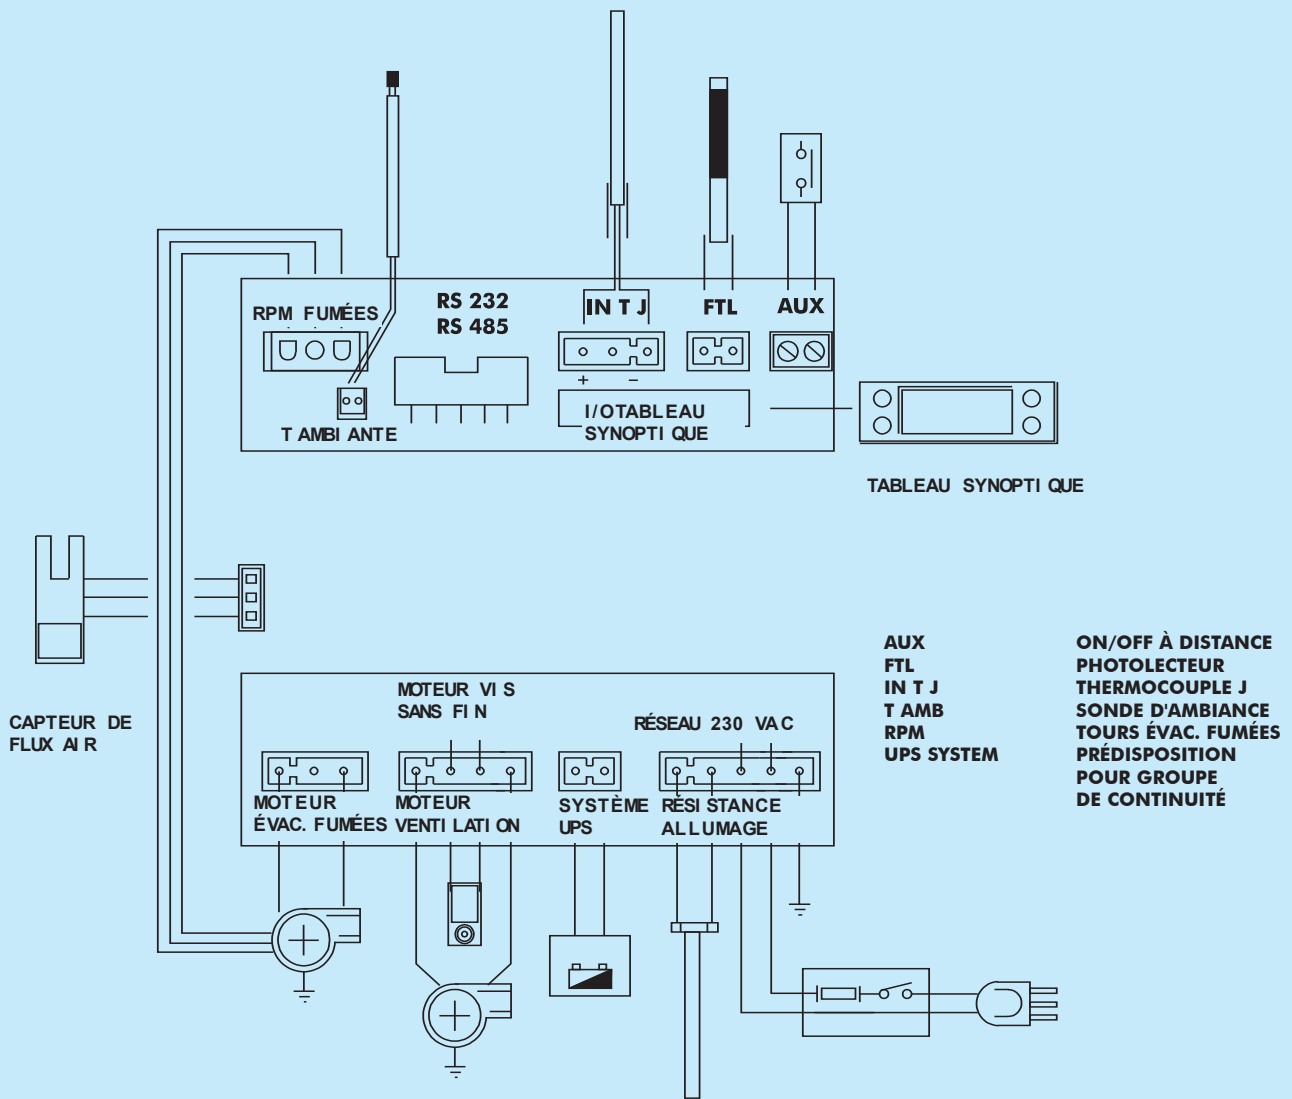 RPM FUMÉES
RS 232
RS 485
IN T J
FTL
AUX
+ −
T AMBIANTE
I/OTABLEAU
SYNOPTIQUE
TABLEAU SYNOPTIQUE
CAPTEUR DE
FLUX AIR
AUX ON/OFF À DISTANCE
FTL PHOTOLECTEUR
IN T J THERMOCOUPLE J
T AMB SONDE D'AMBIANCE
RPM TOURS ÉVAC. FUMÉES
UPS SYSTEM PRÉDISPOSITION
POUR GROUPE
DE CONTINUITÉ
MOTEUR VIS
SANS FIN
RÉSEAU 230 VAC
MOTEUR
ÉVAC. FUMÉES
MOTEUR
VENTILATION
SYSTÈME
UPS
RÉSISTANCE
ALLUMAGE